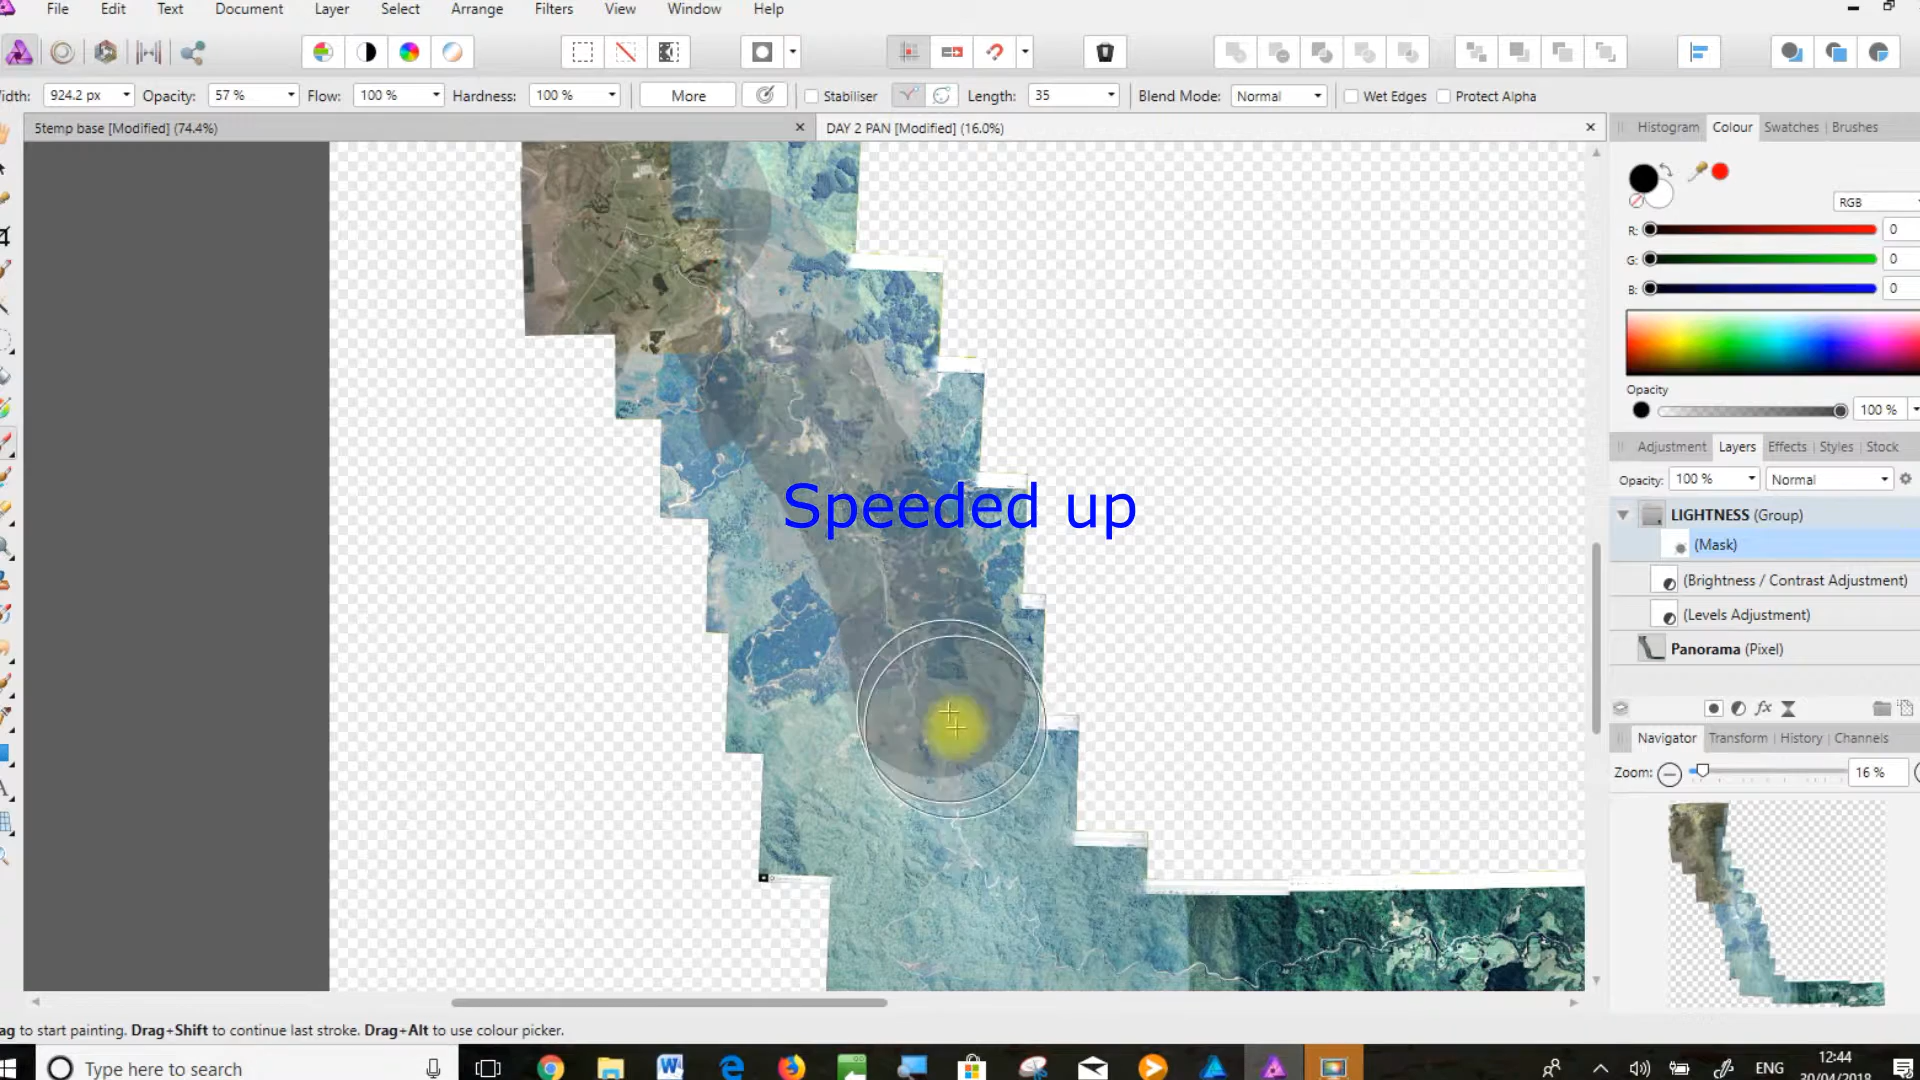 File Edit Text Document Layer Select Arrange Filters View Window Help
idth: 924.2 px Opacity: 57 % Flow: 100 % Hardness: 100 % More Stabiliser Length: 35 Blend Mode: Normal Wet Edges Protect Alpha
5temp base [Modified] (74.4%) DAY 2 PAN [Modified] (16.0%)
Histogram Colour Swatches Brushes
RGB
R: 0
G: 0
B: 0
Opacity
100 %
Adjustment Layers Effects Styles Stock
Opacity: 100 % Normal
LIGHTNESS (Group)
(Mask)
(Brightness / Contrast Adjustment)
(Levels Adjustment)
Panorama (Pixel)
Navigator Transform History Channels
Zoom: 16 %
Speeded up
ag to start painting. Drag+Shift to continue last stroke. Drag+Alt to use colour picker.
Type here to search
ENG
12:44
20/04/2018